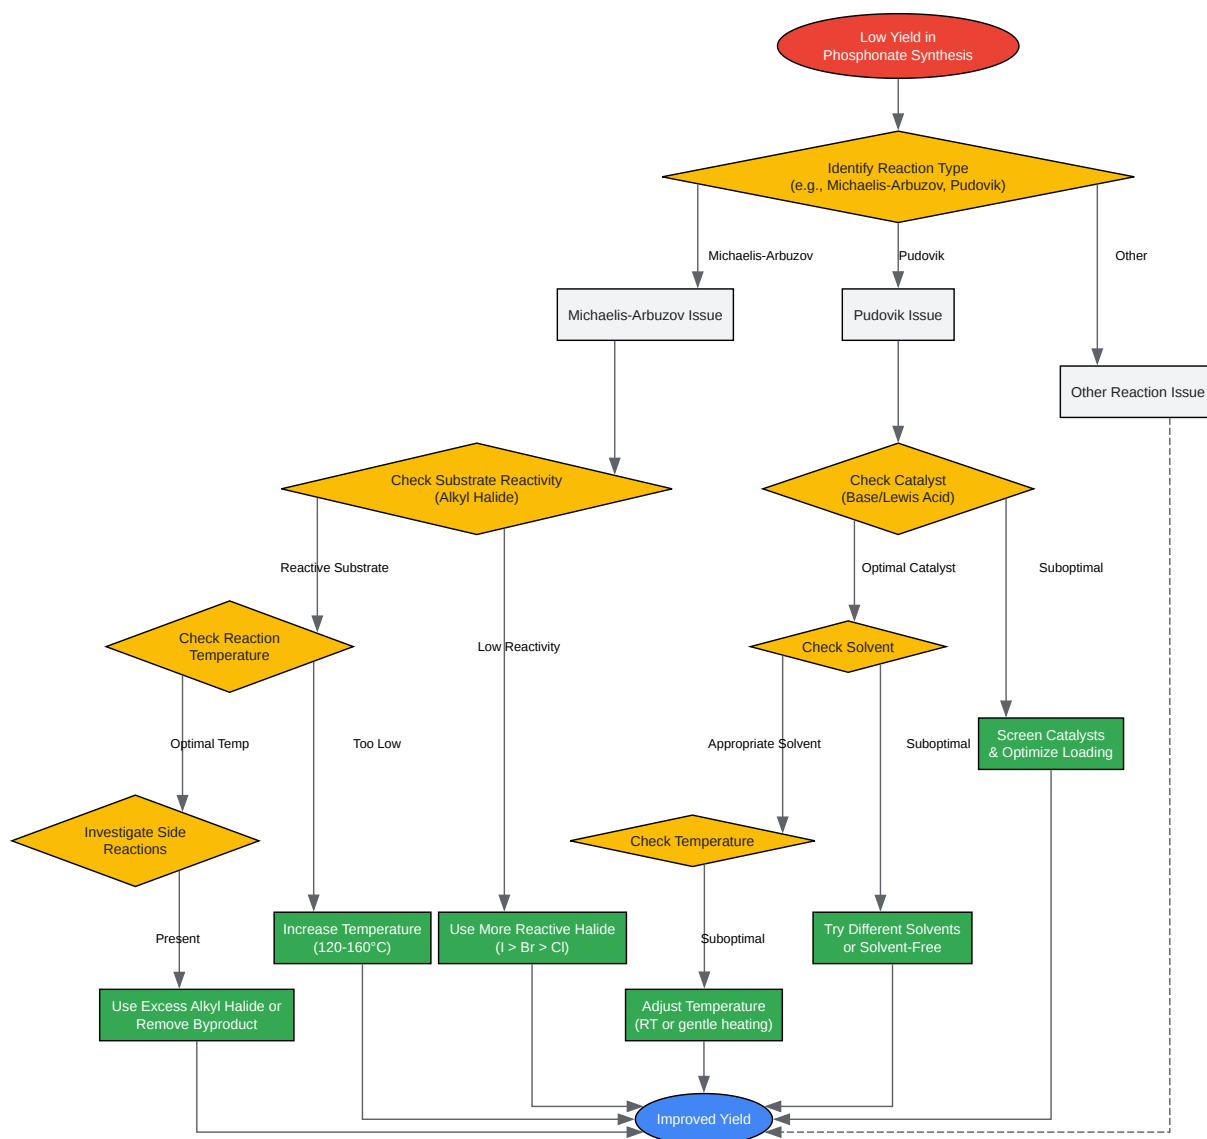 Low Yield in
Phosphonate Synthesis
Identify Reaction Type
(e.g., Michaelis-Arbuzov, Pudovik)
Michaelis-Arbuzov
Pudovik
Other
Michaelis-Arbuzov Issue
Pudovik Issue
Other Reaction Issue
Check Substrate Reactivity
(Alkyl Halide)
Check Catalyst
(Base/Lewis Acid)
Reactive Substrate
Optimal Catalyst
Suboptimal
Check Reaction
Temperature
Low Reactivity
Check Solvent
Optimal Temp
Too Low
Appropriate Solvent
Suboptimal
Screen Catalysts
& Optimize Loading
Investigate Side
Reactions
Check Temperature
Present
Increase Temperature
(120-160°C)
Use More Reactive Halide
(I > Br > Cl)
Suboptimal
Try Different Solvents
or Solvent-Free
Use Excess Alkyl Halide or
Remove Byproduct
Adjust Temperature
(RT or gentle heating)
Improved Yield